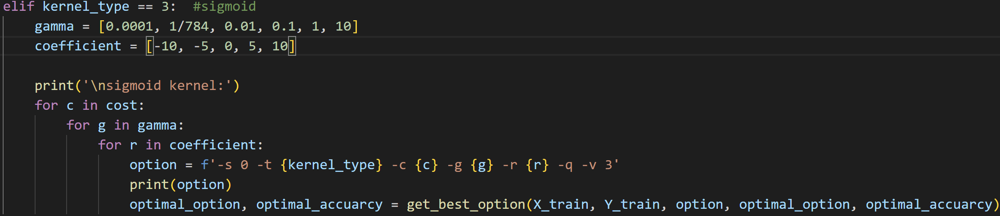 elif kernel_type == 3:  #sigmoid
    gamma = [0.0001, 1/784, 0.01, 0.1, 1, 10]
    coefficient = [-10, -5, 0, 5, 10]

    print('\nsigmoid kernel:')
    for c in cost:
        for g in gamma:
            for r in coefficient:
                option = f'-s 0 -t {kernel_type} -c {c} -g {g} -r {r} -q -v 3'
                print(option)
                optimal_option, optimal_accuarcy = get_best_option(X_train, Y_train, option, optimal_option, optimal_accuarcy)